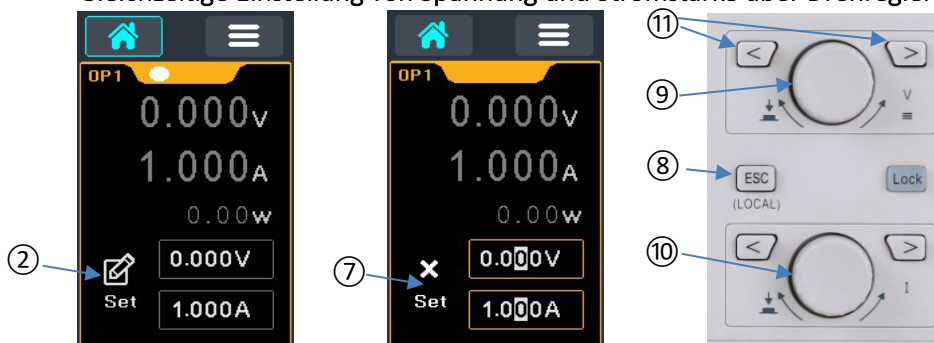 Gleichzeitige Einstellung von Spannung und Stromstärke über Drehregler
OP1
0.000V
1.000A
0.00W
②
Set
0.000V
1.000A
OP1
0.000V
1.000A
0.00W
⑦
Set
0.000V
1.000A
⑪
<
>
⑨
V
⑧
ESC
(LOCAL)
Lock
<
>
⑩
I